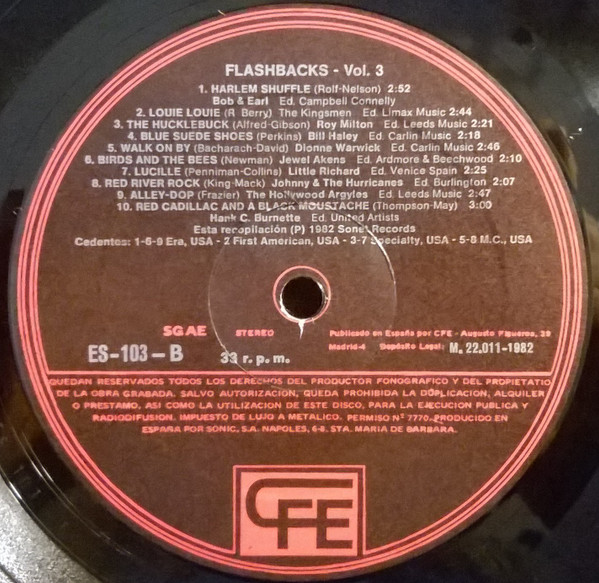 FLASHBACKS - Vol. 3
1. HARLEM SHUFFLE (Rolf-Nelson) 2:52
Bob & Earl Ed. Campbell Connelly
2. LOUIE LOUIE (R Berry) The Kingsmen Ed. Limax Music 2:44
3. THE HUCKLEBUCK (Alfred-Gibson) Roy Milton Ed. Leeds Music 2:21
4. BLUE SUEDE SHOES (Perkins) Bill Haley Ed. Carlin Music 2:18
5. WALK ON BY (Bacharach-David) Dionne Warwick Ed. Carlin Music 2:46
6. BIRDS AND THE BEES (Newman) Jewel Akens Ed. Ardmore & Beechwood 2:10
7. LUCILLE (Penniman-Collins) Little Richard Ed. Venice Spain 2:25
8. RED RIVER ROCK (King-Mack) Johnny & The Hurricanes Ed. Burlington 2:07
9. ALLEY-DOP (Frazier) The Hollywood Argyles Ed. Leeds Music 2:47
10. RED CADILLAC AND A BLACK MOUSTACHE (Thompson-May) 3:00
Hank C. Burnette Ed. United Artists
Esta recopilación (P) 1982 Sonet Records
Cedentes: 1-6-9 Era, USA - 2 First American, USA - 3-7 Specialty, USA - 5-8 M.C., USA
SGAE STEREO Publicado en España por CFE - Augusto Figueroa, 39
Madrid-4 Depósito Legal: M. 22.011-1982
ES-103-B 33 r. p. m.
QUEDAN RESERVADOS TODOS LOS DERECHOS DEL PRODUCTOR FONOGRAFICO Y DEL PROPIETATIO
DE LA OBRA GRABADA. SALVO AUTORIZACION, QUEDA PROHIBIDA LA DUPLICACION, ALQUILER
O PRESTAMO, ASI COMO LA UTILIZACION DE ESTE DISCO, PARA LA EJECUCION PUBLICA Y
RADIODIFUSION. IMPUESTO DE LUJO A METALICO. PERMISO Nº 7770. PRODUCIDO EN
ESPAÑA POR SONIC, S.A. NAPOLES, 6-8. STA. MARIA DE BARBARA.
CFE